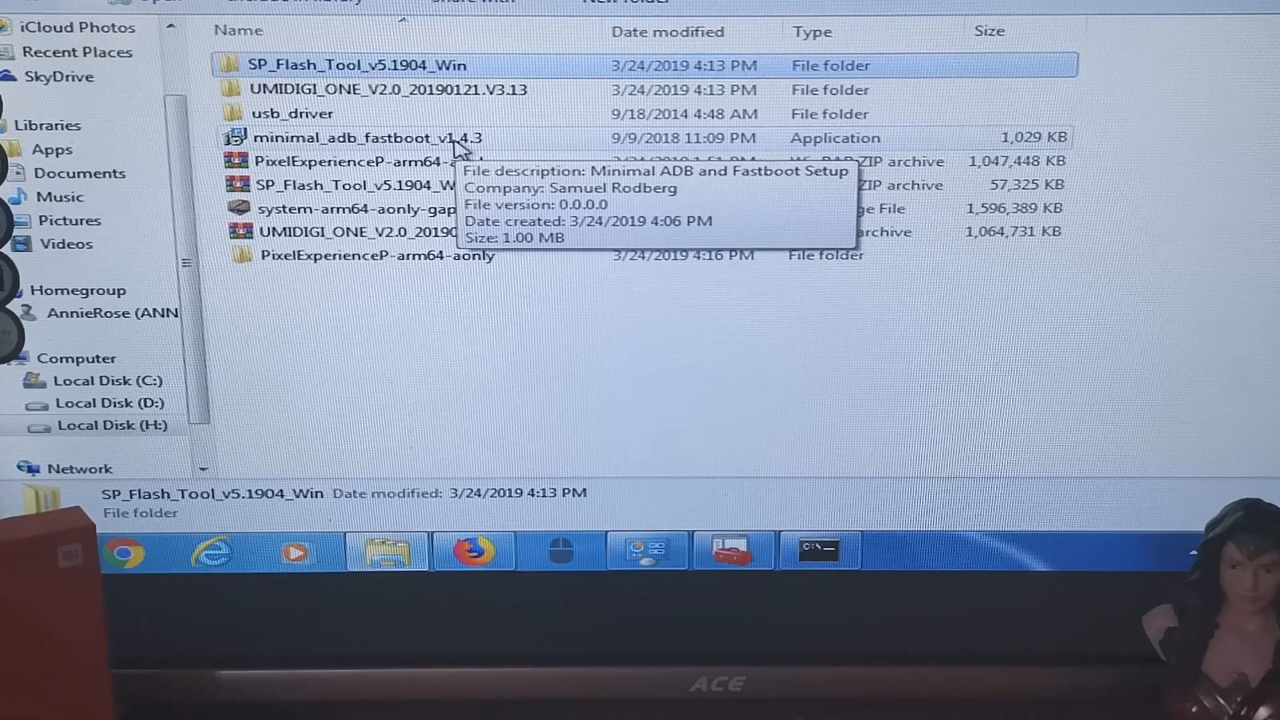 iCloud Photos
Recent Places
SkyDrive
Libraries
Apps
Documents
Music
Pictures
Videos
Homegroup
AnnieRose (ANN
Computer
Local Disk (C:)
Local Disk (D:)
Local Disk (H:)
Network
Name Date modified Type Size
SP_Flash_Tool_v5.1904_Win 3/24/2019 4:13 PM File folder
UMIDIGI_ONE_V2.0_20190121.V3.13 3/24/2019 4:13 PM File folder
usb_driver 9/18/2014 4:48 AM File folder
minimal_adb_fastboot_v1.4.3 9/9/2018 11:09 PM Application 1,029 KB
PixelExperienceP-arm64-a ZIP archive 1,047,448 KB
SP_Flash_Tool_v5.1904_W ZIP archive 57,325 KB
system-arm64-aonly-gap ge File 1,596,389 KB
UMIDIGI_ONE_V2.0_2019 archive 1,064,731 KB
PixelExperienceP-arm64-aonly 3/24/2019 4:16 PM File folder
File description: Minimal ADB and Fastboot Setup
Company: Samuel Rodberg
File version: 0.0.0.0
Date created: 3/24/2019 4:06 PM
Size: 1.00 MB
SP_Flash_Tool_v5.1904_Win Date modified: 3/24/2019 4:13 PM
File folder
C:\
ACE